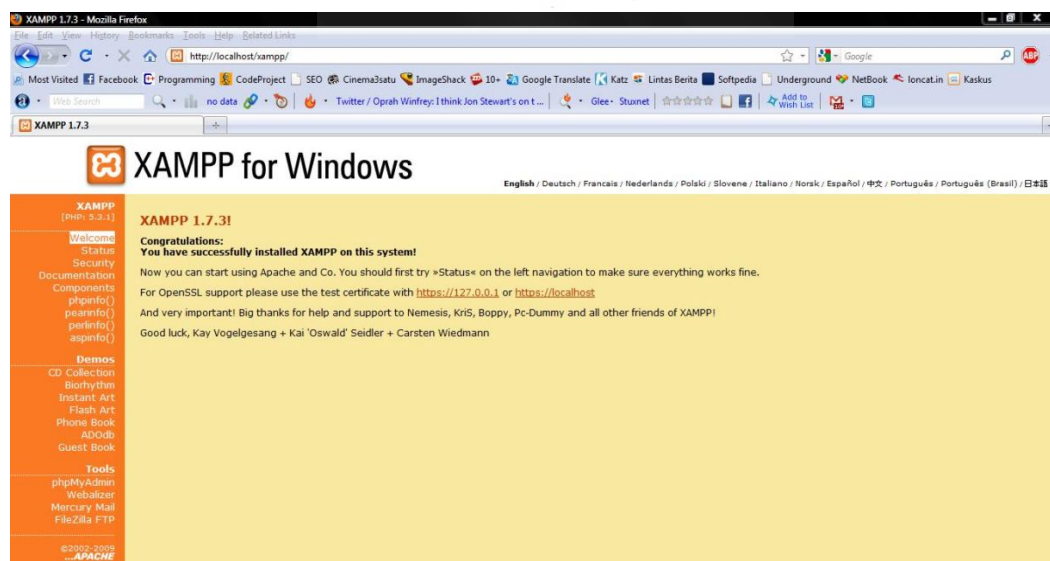 XAMPP 1.7.3 - Mozilla Firefox
File Edit View History Bookmarks Tools Help Related Links
http://localhost/xampp/ Google ABP
Most Visited Facebook Programming CodeProject SEO Cinema3satu ImageShack 10+ Google Translate Katz Lintas Berita Softpedia Underground NetBook loncat.in Kaskus
Web Search no data Twitter / Oprah Winfrey: I think Jon Stewart's on t ... Glee · Stuxnet Add to Wish List
XAMPP 1.7.3
XAMPP for Windows
English / Deutsch / Francais / Nederlands / Polski / Slovene / Italiano / Norsk / Español / 中文 / Português / Português (Brasil) / 日本語
XAMPP
[PHP: 5.3.1]
Welcome
Status
Security
Documentation
Components
phpinfo()
pearinfo()
perlinfo()
aspinfo()
Demos
CD Collection
Biorhythm
Instant Art
Flash Art
Phone Book
ADOdb
Guest Book
Tools
phpMyAdmin
Webalizer
Mercury Mail
FileZilla FTP
©2002-2009
...APACHE
XAMPP 1.7.3!
Congratulations:
You have successfully installed XAMPP on this system!
Now you can start using Apache and Co. You should first try »Status« on the left navigation to make sure everything works fine.
For OpenSSL support please use the test certificate with https://127.0.0.1 or https://localhost
And very important! Big thanks for help and support to Nemesis, KriS, Boppy, Pc-Dummy and all other friends of XAMPP!
Good luck, Kay Vogelgesang + Kai 'Oswald' Seidler + Carsten Wiedmann